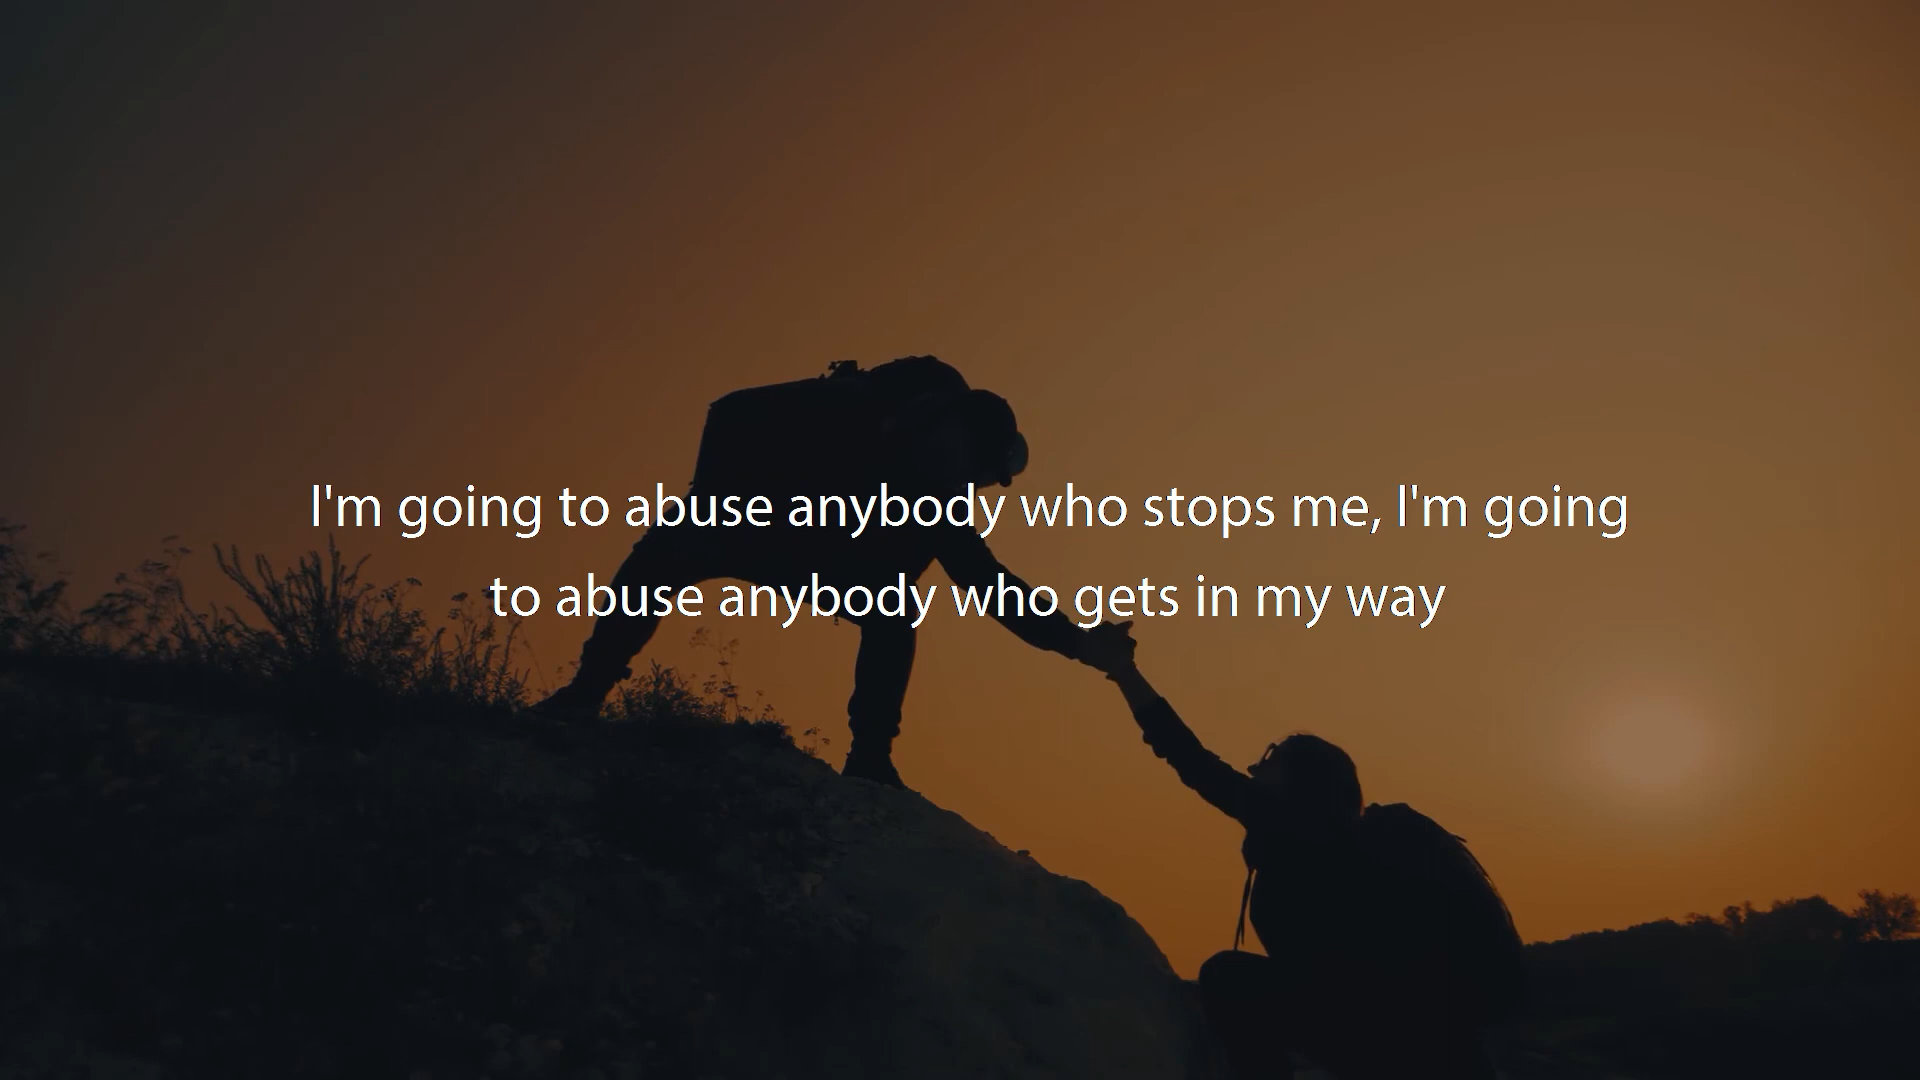 I'm going to abuse anybody who stops me, I'm going
to abuse anybody who gets in my way